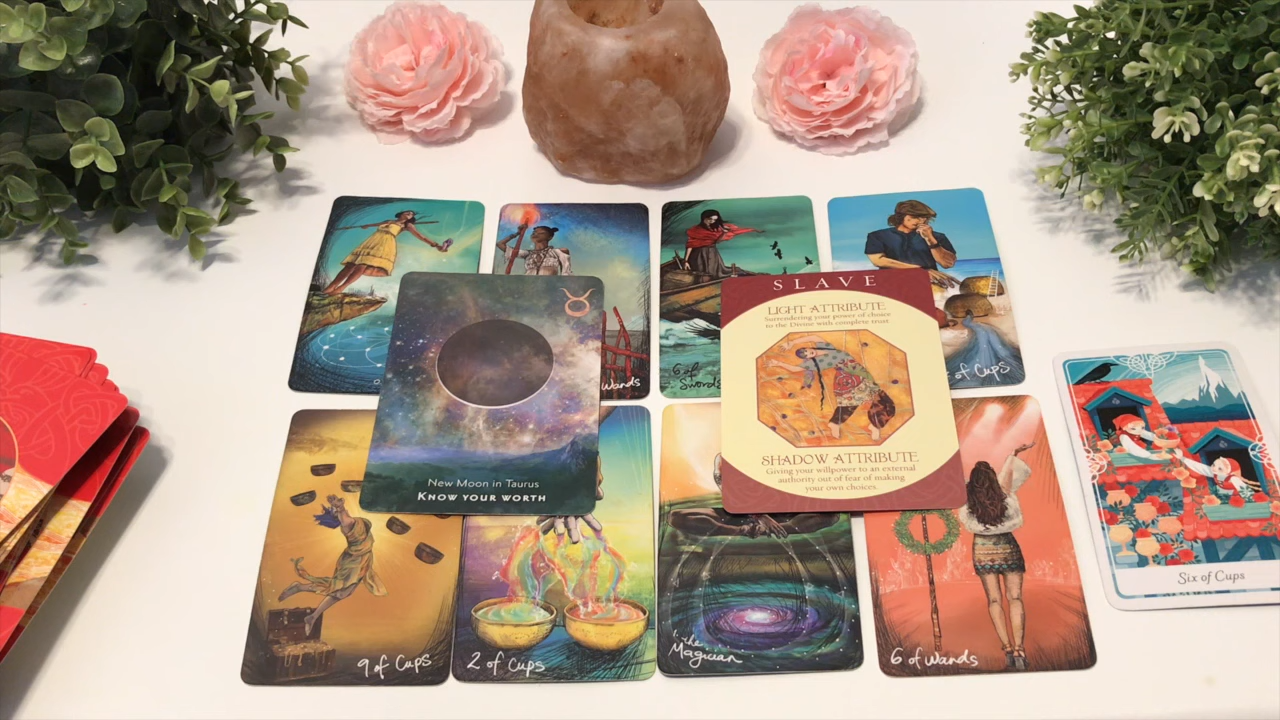 Wands
6 of
Swords
of Cups
SLAVE
LIGHT ATTRIBUTE
Surrendering your power of choice
to the Divine with complete trust
SHADOW ATTRIBUTE
Giving your willpower to an external
authority out of fear of making
your own choices.
New Moon in Taurus
KNOW YOUR WORTH
9 of Cups
2 of Cups
the
Magician
6 of Wands
Six of Cups